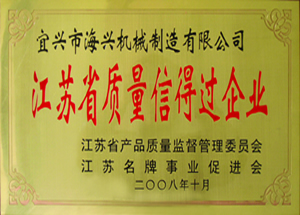 宜兴市海兴机械制造有限公司
江苏省质量信得过企业
江苏省产品质量监督管理委员会
江苏名牌事业促进会
二〇〇八年十月